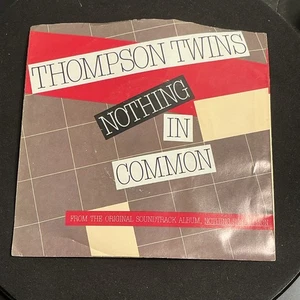 THOMPSON TWINS
NOTHING
IN
COMMON
FROM THE ORIGINAL SOUNDTRACK ALBUM,